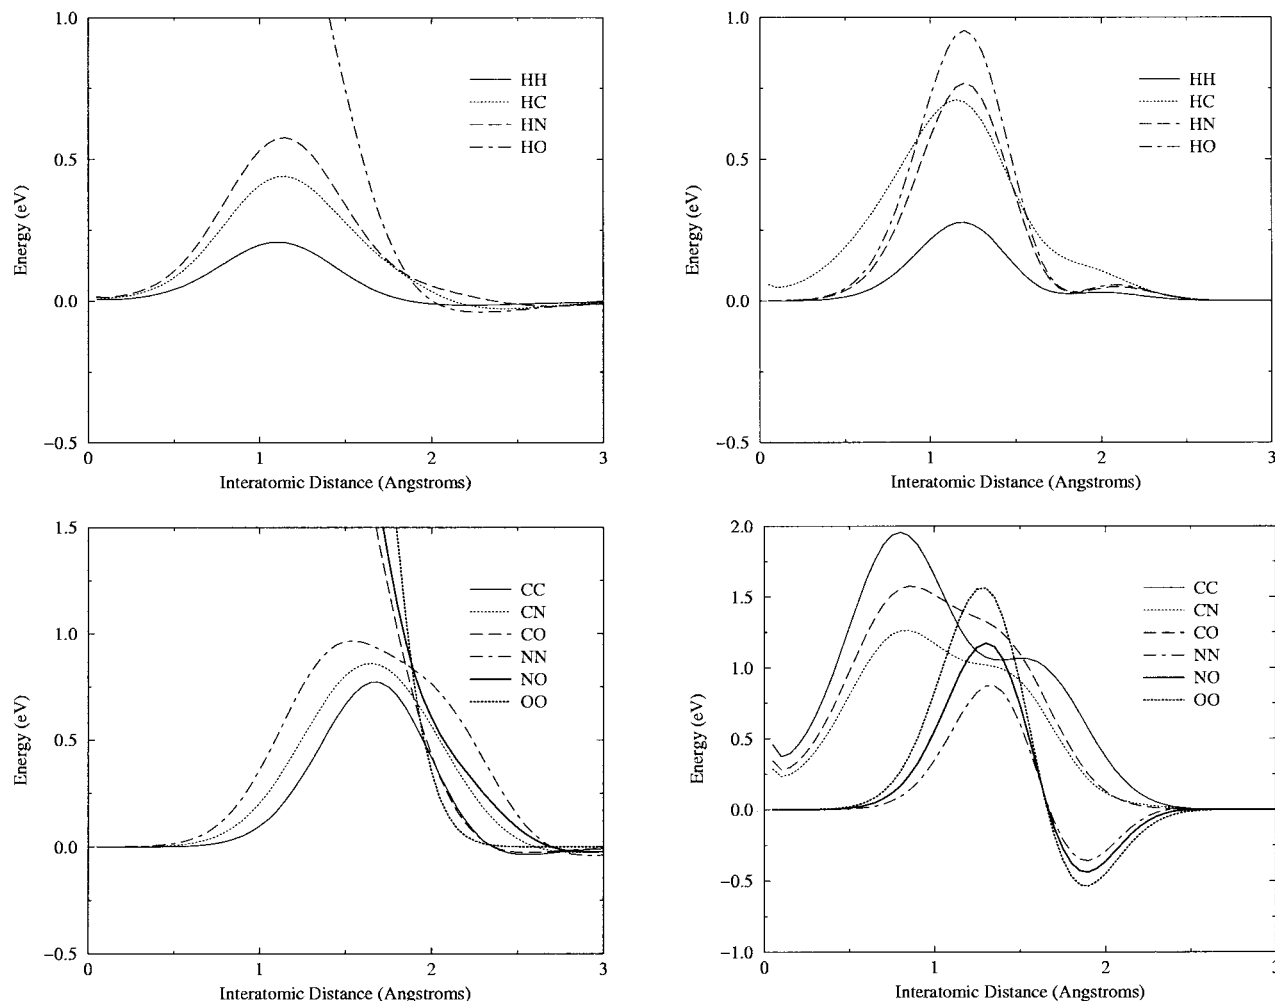 1.0
0.5
0.0
−0.5
Energy (eV)
HH
HC
HN
HO
0
1
2
3
Interatomic Distance (Angstroms)
1.0
0.5
0.0
−0.5
Energy (eV)
HH
HC
HN
HO
0
1
2
3
Interatomic Distance (Angstroms)
1.5
1.0
0.5
0.0
−0.5
Energy (eV)
CC
CN
CO
NN
NO
OO
0
1
2
3
Interatomic Distance (Angstroms)
2.0
1.5
1.0
0.5
0.0
−0.5
−1.0
Energy (eV)
CC
CN
CO
NN
NO
OO
0
1
2
3
Interatomic Distance (Angstroms)